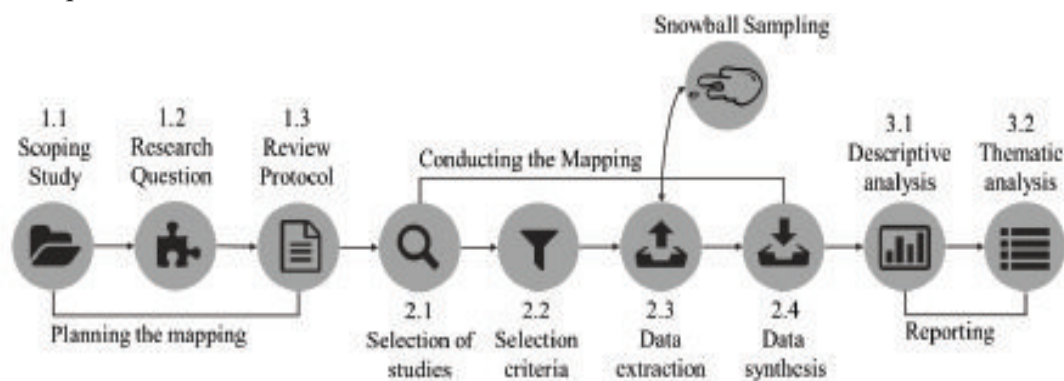 Snowball Sampling
1.1
Scoping
Study
1.2
Research
Question
1.3
Review
Protocol
Conducting the Mapping
3.1
Descriptive
analysis
3.2
Thematic
analysis
Planning the mapping
2.1
Selection of
studies
2.2
Selection
criteria
2.3
Data
extraction
2.4
Data
synthesis
Reporting